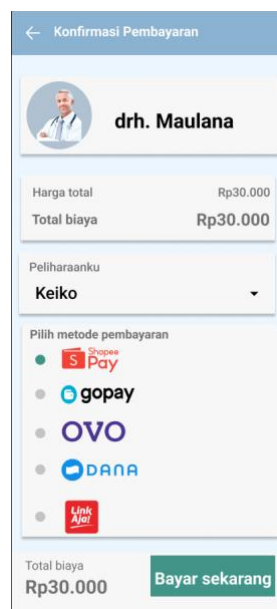 Konfirmasi Pembayaran
drh. Maulana
Harga total Rp30.000
Total biaya Rp30.000
Peliharaanku
Keiko
Pilih metode pembayaran
S Shopee Pay
gopay
OVO
DANA
Link Aja!
Total biaya
Rp30.000
Bayar sekarang